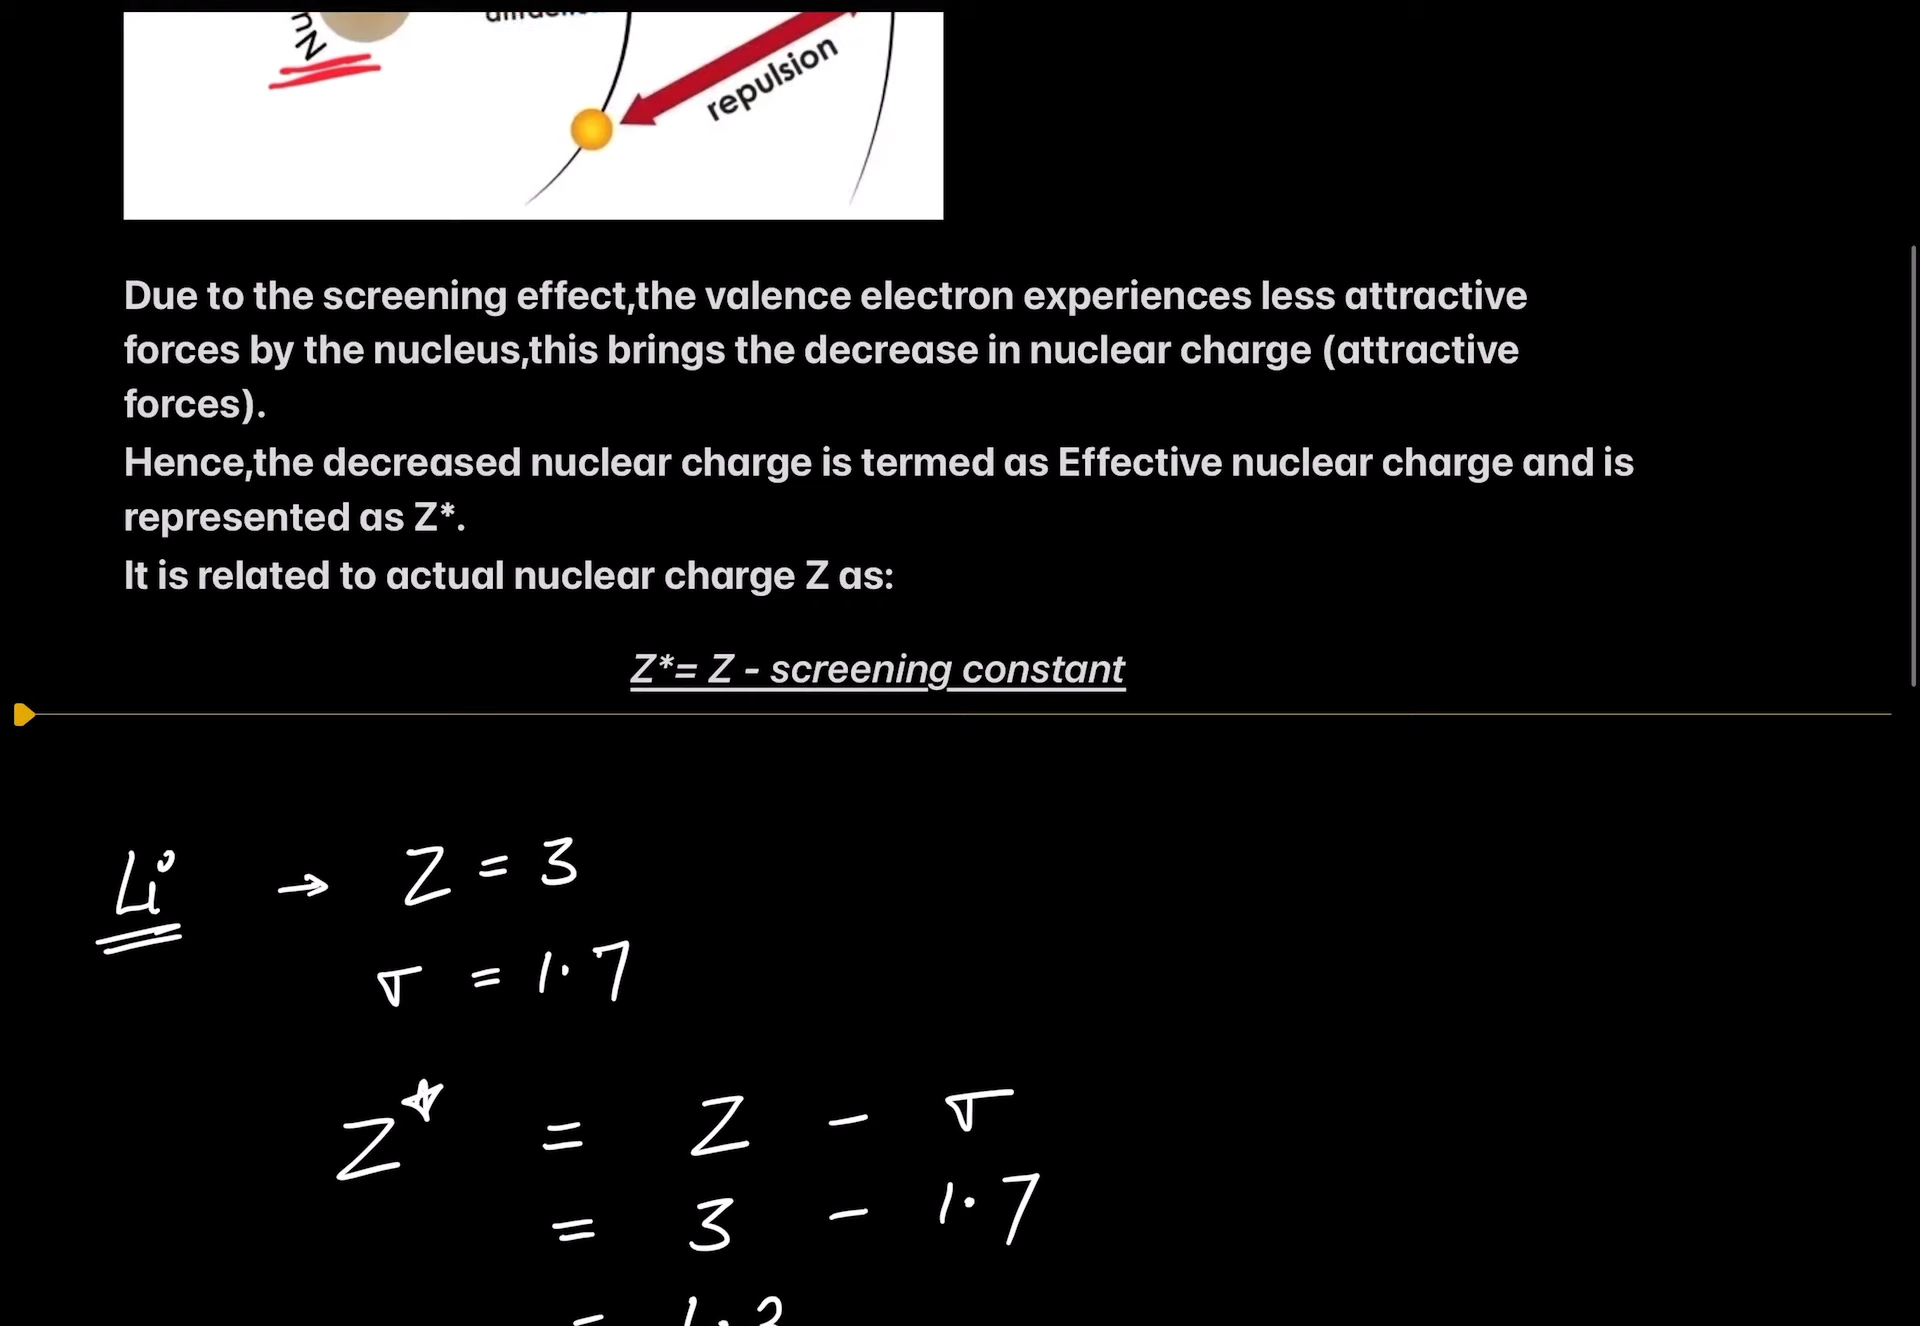 Nu
repulsion
Due to the screening effect,the valence electron experiences less attractive
forces by the nucleus,this brings the decrease in nuclear charge (attractive
forces).
Hence,the decreased nuclear charge is termed as Effective nuclear charge and is
represented as Z*.
It is related to actual nuclear charge Z as:
Z*= Z - screening constant
Li → Z = 3
σ = 1.7
Z* = Z - σ
= 3 - 1.7
= 1.3